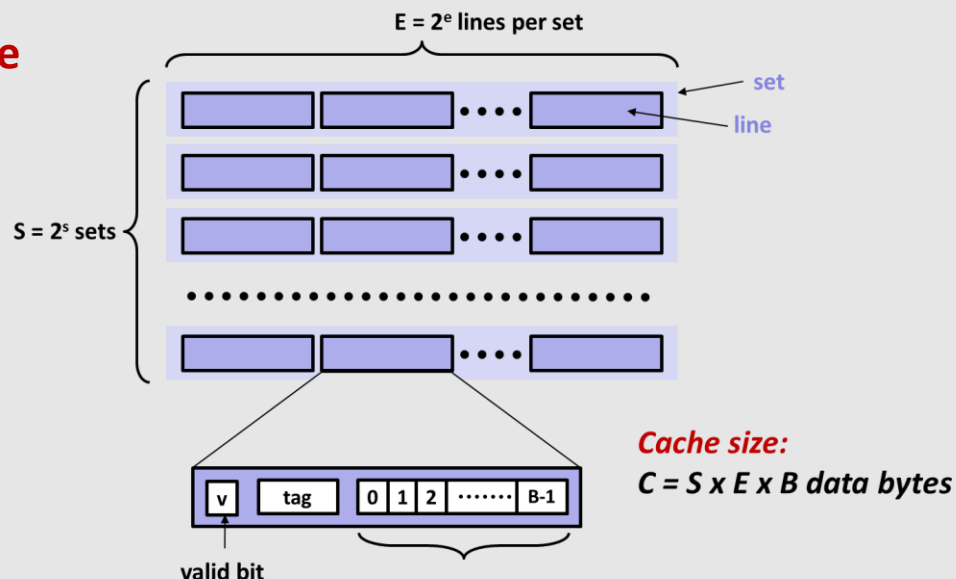 E = 2ᵉ lines per set
e
set
line
S = 2ˢ sets
Cache size:
C = S x E x B data bytes
v tag 0 1 2 ······· B-1
valid bit